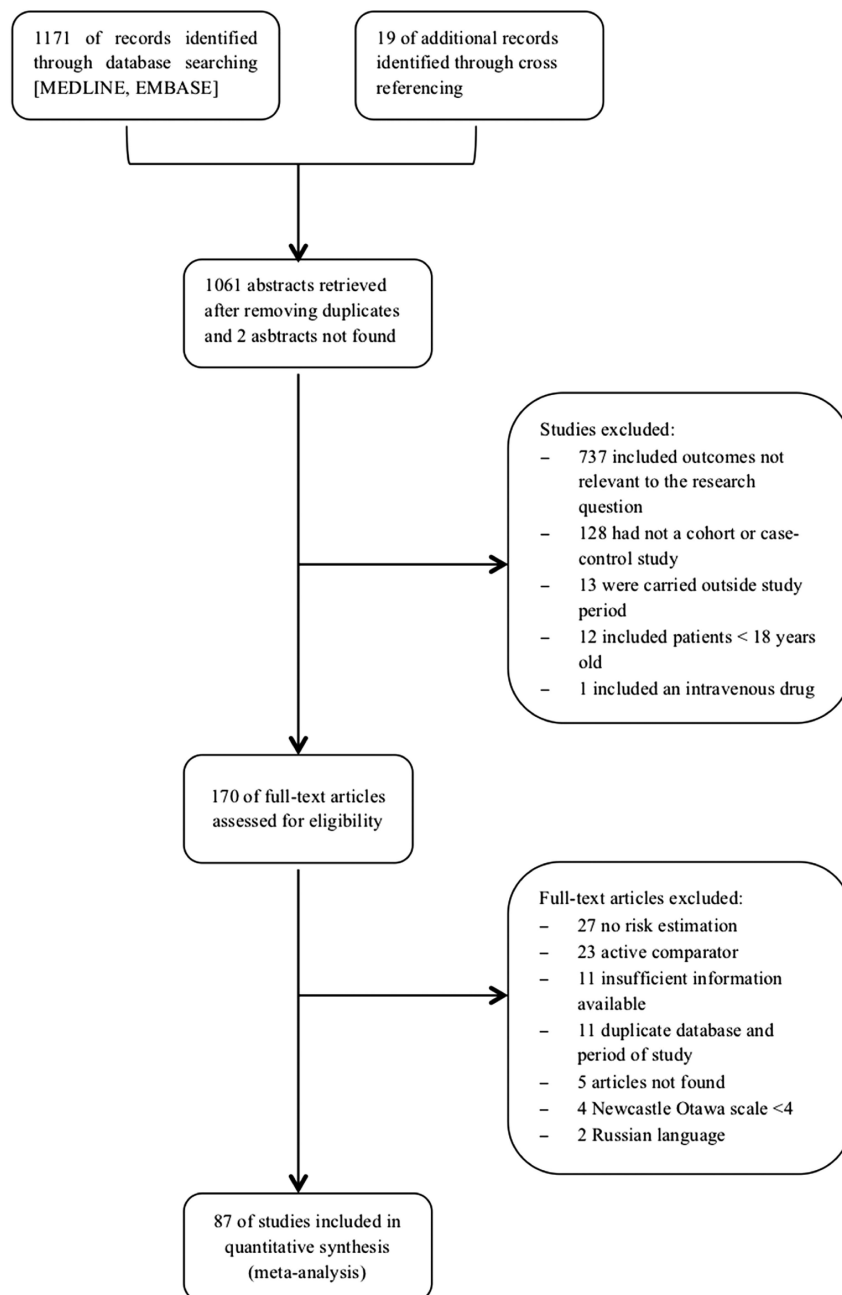 1171 of records identified
through database searching
[MEDLINE, EMBASE]
19 of additional records
identified through cross
referencing
1061 abstracts retrieved
after removing duplicates
and 2 asbtracts not found
Studies excluded:
– 737 included outcomes not
relevant to the research
question
– 128 had not a cohort or case-
control study
– 13 were carried outside study
period
– 12 included patients < 18 years
old
– 1 included an intravenous drug
170 of full-text articles
assessed for eligibility
Full-text articles excluded:
– 27 no risk estimation
– 23 active comparator
– 11 insufficient information
available
– 11 duplicate database and
period of study
– 5 articles not found
– 4 Newcastle Otawa scale <4
– 2 Russian language
87 of studies included in
quantitative synthesis
(meta-analysis)